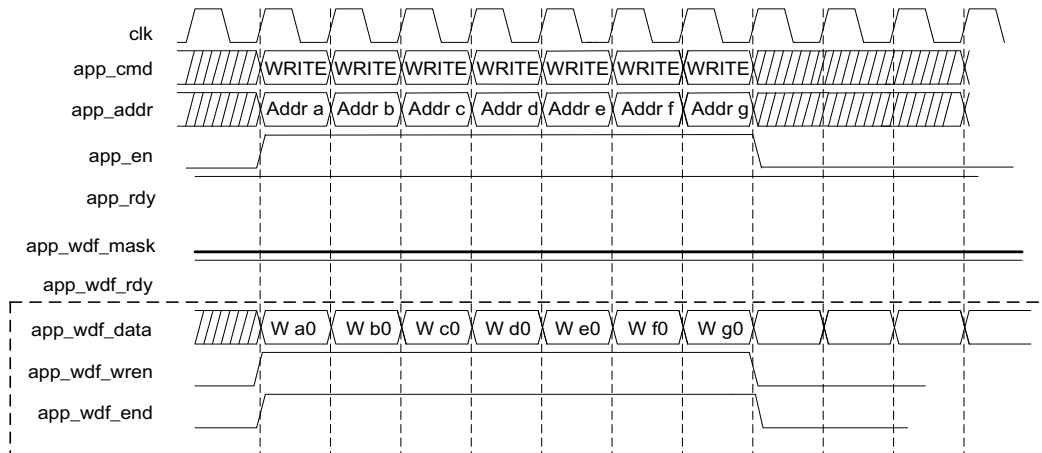 clk
app_cmd WRITE WRITE WRITE WRITE WRITE WRITE WRITE
app_addr Addr a Addr b Addr c Addr d Addr e Addr f Addr g
app_en
app_rdy
app_wdf_mask
app_wdf_rdy
app_wdf_data W a0 W b0 W c0 W d0 W e0 W f0 W g0
app_wdf_wren
app_wdf_end